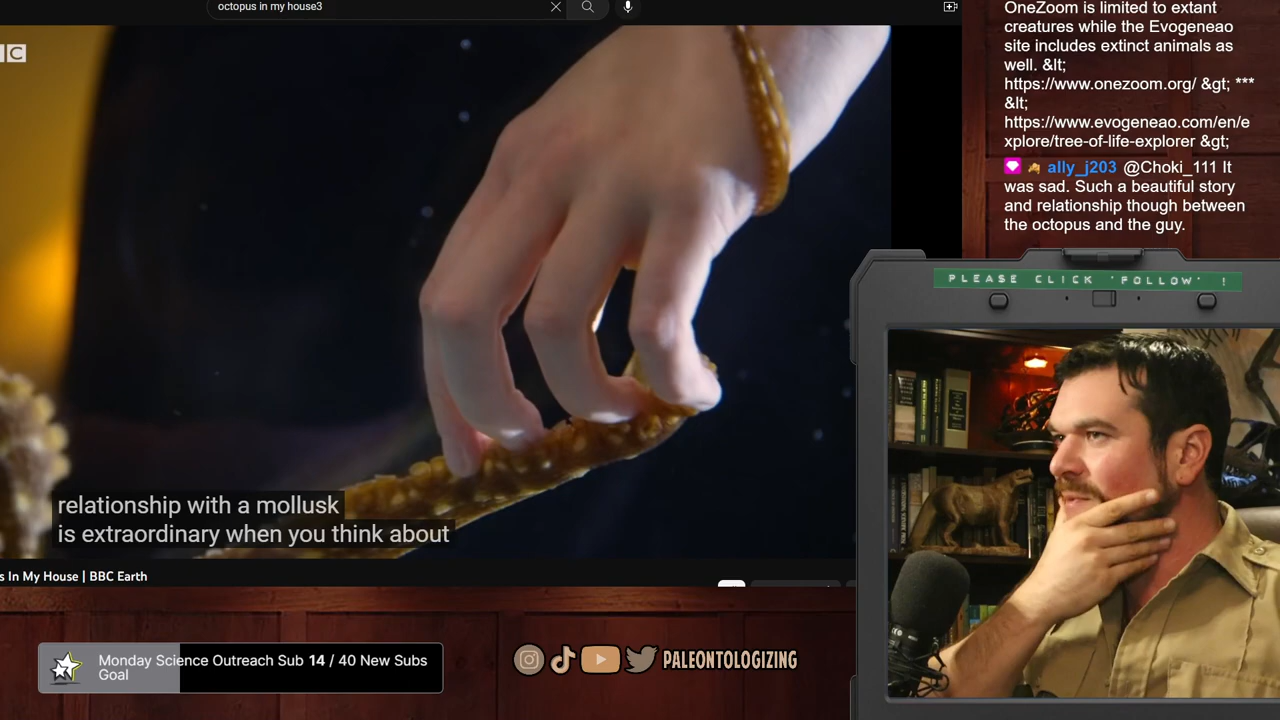 octopus in my house3
C
relationship with a mollusk
is extraordinary when you think about
s In My House | BBC Earth
OneZoom is limited to extant
creatures while the Evogeneao
site includes extinct animals as
well. &lt;
https://www.onezoom.org/ &gt; ***
&lt;
https://www.evogeneao.com/en/e
xplore/tree-of-life-explorer &gt;
ally_j203 @Choki_111 It
was sad. Such a beautiful story
and relationship though between
the octopus and the guy.
PLEASE CLICK 'FOLLOW' !
Monday Science Outreach Sub 14 / 40 New Subs
Goal
PALEONTOLOGIZING